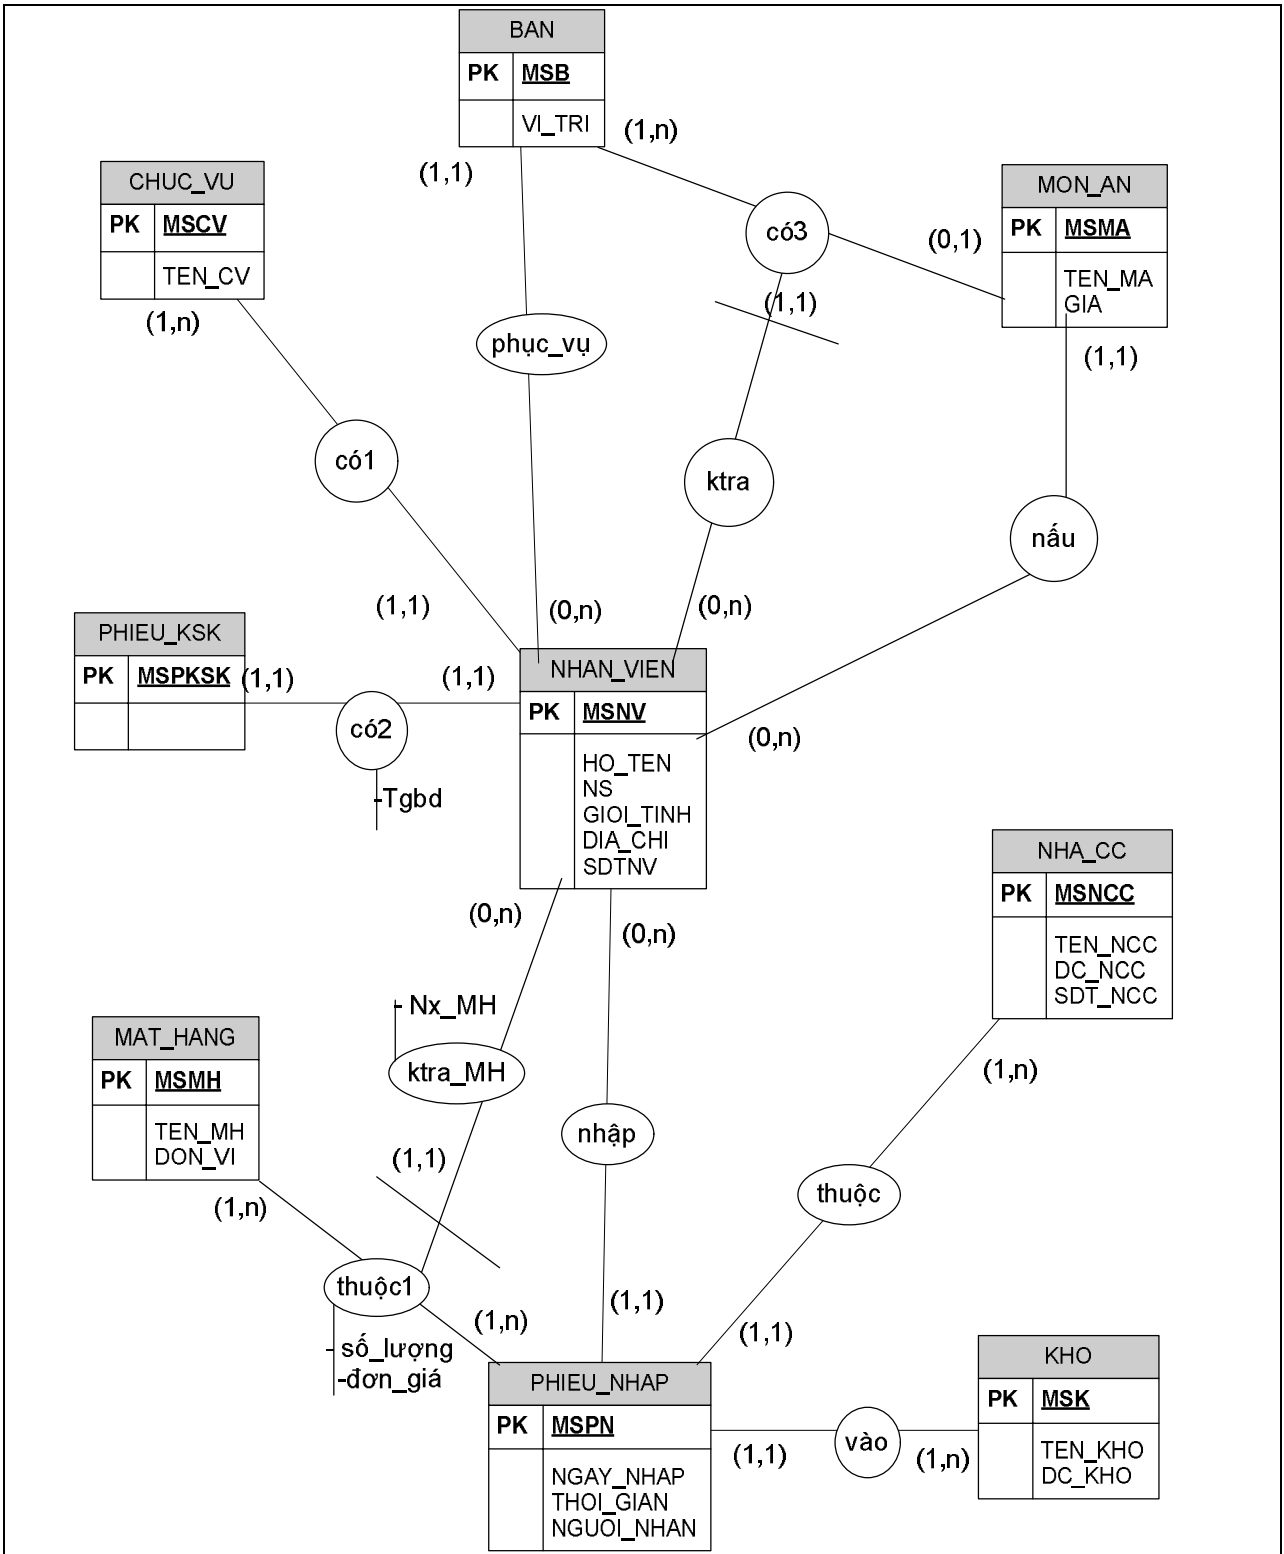 BAN
PK MSB
VI_TRI
(1,n)
(1,1)
CHUC_VU
PK MSCV
TEN_CV
(1,n)
MON_AN
PK MSMA
TEN_MA
GIA
(0,1)
(1,1)
có3
(1,1)
phục_vụ
có1
ktra
nấu
(1,1)
(0,n)
(0,n)
PHIEU_KSK
PK MSPKSK
(1,1)
(1,1)
có2
-Tgbd
NHAN_VIEN
PK MSNV
HO_TEN
NS
GIOI_TINH
DIA_CHI
SDTNV
(0,n)
(0,n)
(0,n)
NHA_CC
PK MSNCC
TEN_NCC
DC_NCC
SDT_NCC
(1,n)
- Nx_MH
ktra_MH
MAT_HANG
PK MSMH
TEN_MH
DON_VI
(1,n)
(1,1)
nhập
thuộc
thuộc1
- số_lượng
-đơn_giá
(1,n)
(1,1)
(1,1)
PHIEU_NHAP
PK MSPN
NGAY_NHAP
THOI_GIAN
NGUOI_NHAN
(1,1)
vào
(1,n)
KHO
PK MSK
TEN_KHO
DC_KHO